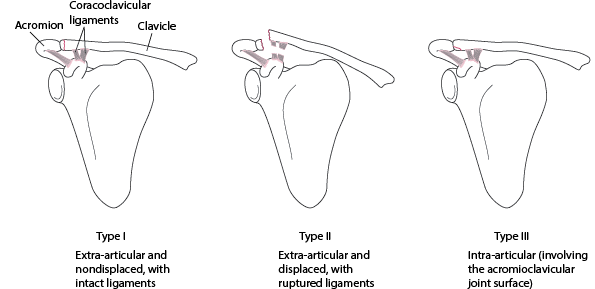 Coracoclavicular
ligaments
Acromion
Clavicle
Type I
Extra-articular and
nondisplaced, with
intact ligaments
Type II
Extra-articular and
displaced, with
ruptured ligaments
Type III
Intra-articular (involving
the acromioclavicular
joint surface)